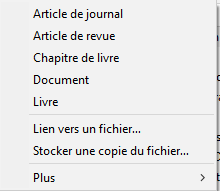 Article de journal
Article de revue
Chapitre de livre
Document
Livre
Lien vers un fichier...
Stocker une copie du fichier...
Plus